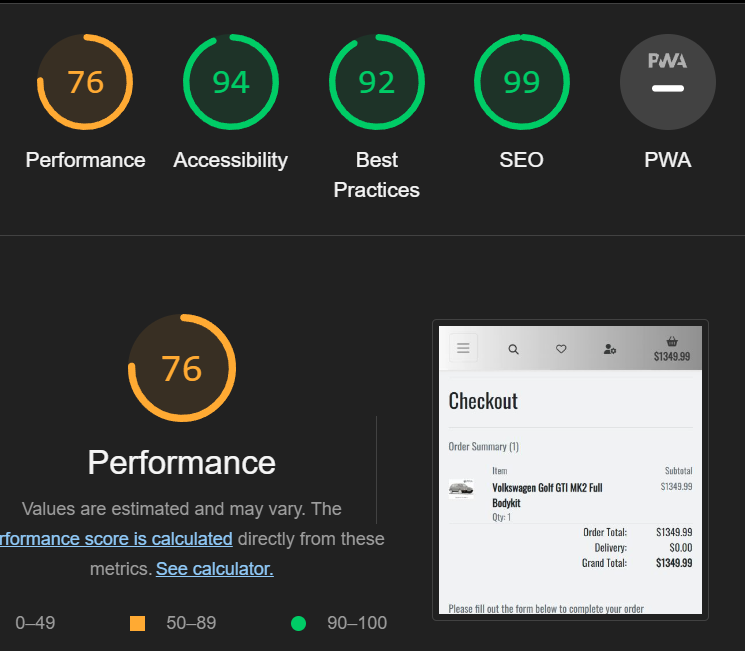 76
94
92
99
PWA
Performance
Accessibility
Best
Practices
SEO
PWA
76
Performance
Values are estimated and may vary. The
rformance score is calculated directly from these
metrics. See calculator.
0–49
50–89
90–100
$1349.99
Checkout
Order Summary (1)
Item
Subtotal
Volkswagen Golf GTI MK2 Full
$1349.99
Bodykit
Qty: 1
Order Total: $1349.99
Delivery: $0.00
Grand Total: $1349.99
Please fill out the form below to complete your order